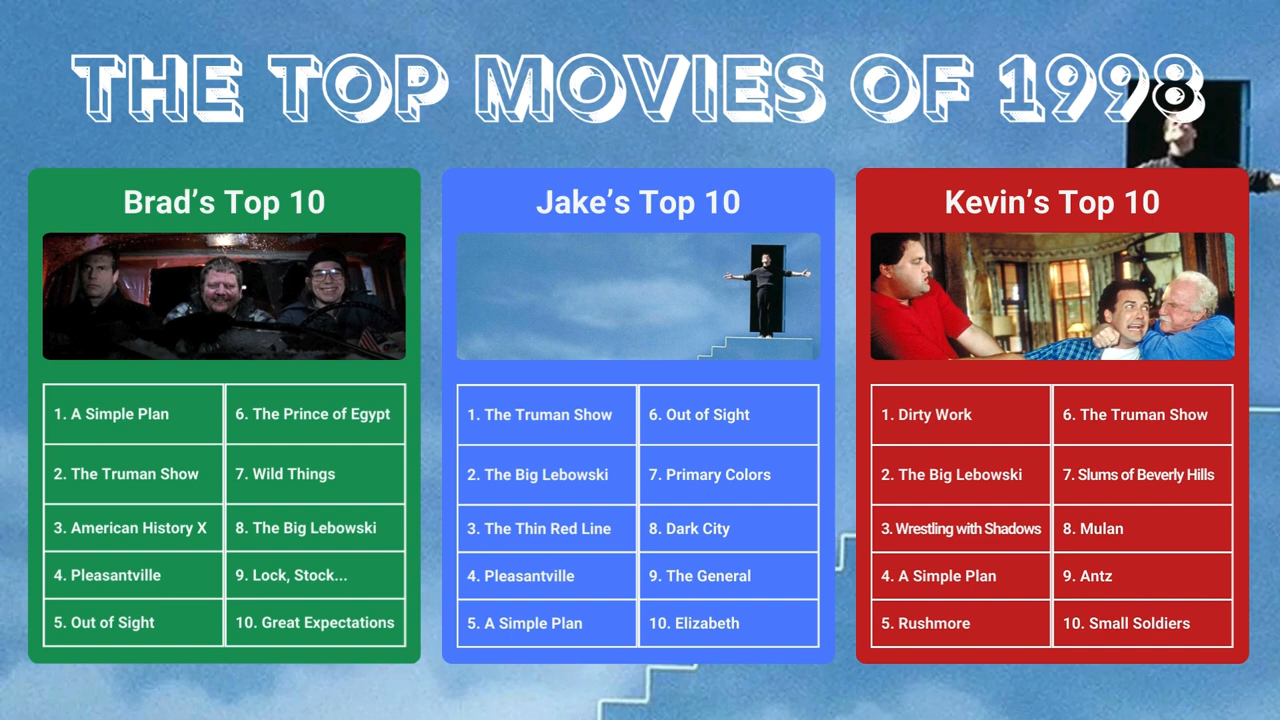 THE TOP MOVIES OF 1998
Brad’s Top 10
1. A Simple Plan
2. The Truman Show
3. American History X
4. Pleasantville
5. Out of Sight
6. The Prince of Egypt
7. Wild Things
8. The Big Lebowski
9. Lock, Stock...
10. Great Expectations
Jake’s Top 10
1. The Truman Show
2. The Big Lebowski
3. The Thin Red Line
4. Pleasantville
5. A Simple Plan
6. Out of Sight
7. Primary Colors
8. Dark City
9. The General
10. Elizabeth
Kevin’s Top 10
1. Dirty Work
2. The Big Lebowski
3. Wrestling with Shadows
4. A Simple Plan
5. Rushmore
6. The Truman Show
7. Slums of Beverly Hills
8. Mulan
9. Antz
10. Small Soldiers